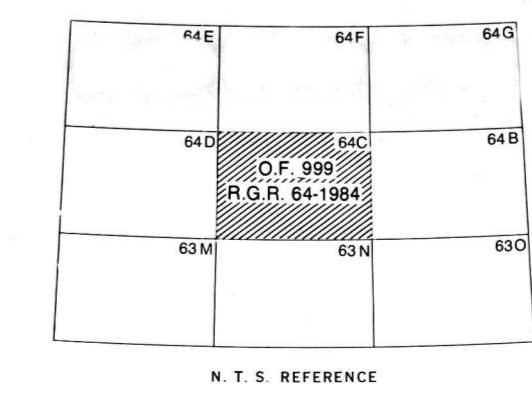 64E 64F 64G
64D 64C 64B
O.F. 999
R.G.R. 64-1984
63M 63N 63O
N. T. S. REFERENCE